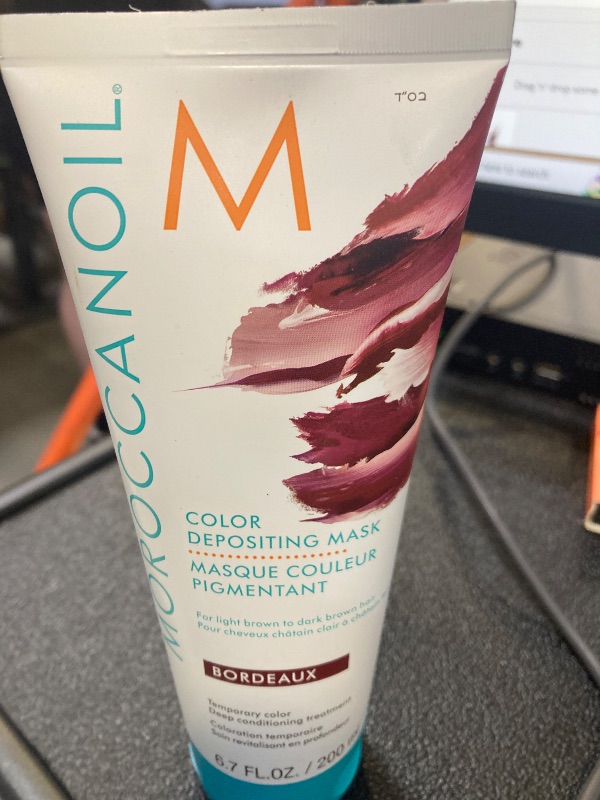 MOROCCANOIL®
M
בס״ד
COLOR
DEPOSITING MASK
MASQUE COULEUR
PIGMENTANT
For light brown to dark brown hair
Pour cheveux châtain clair à châtain
BORDEAUX
Temporary color
Deep conditioning treatment
Coloration temporaire
Soin revitalisant en profondeur
6.7 FL.OZ. / 200